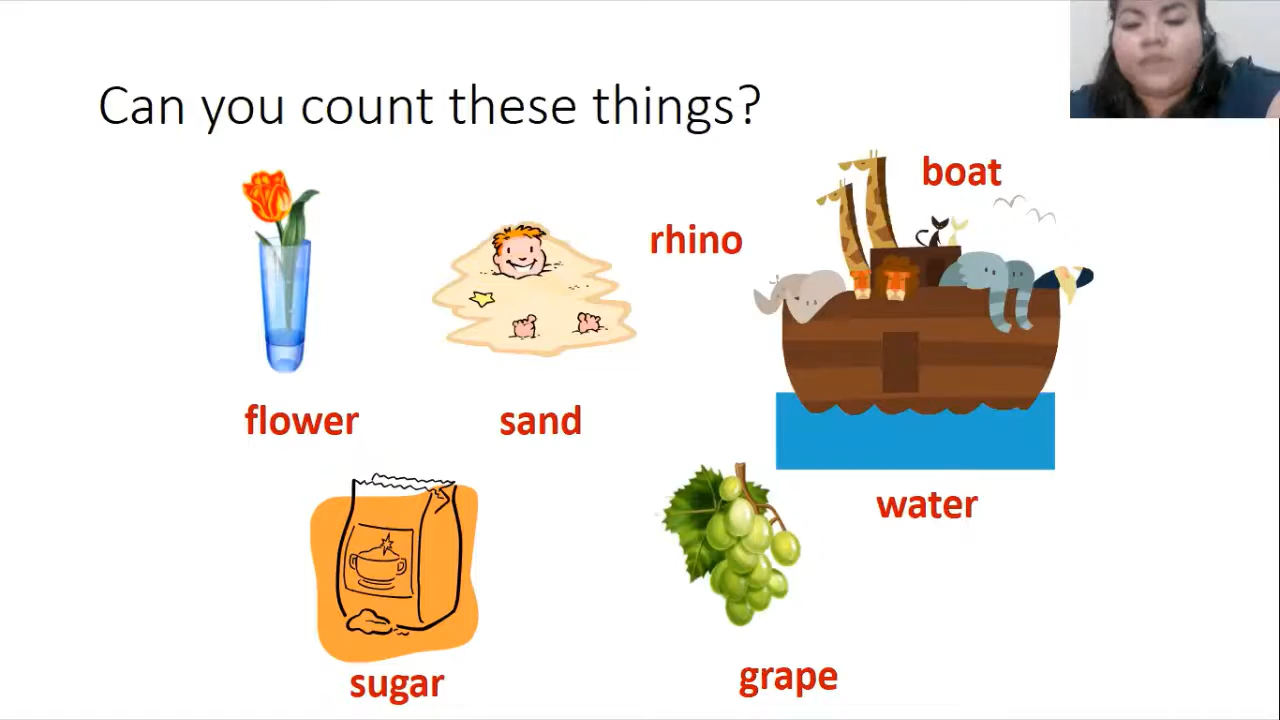 Can you count these things?
boat
rhino
flower
sand
water
sugar
grape